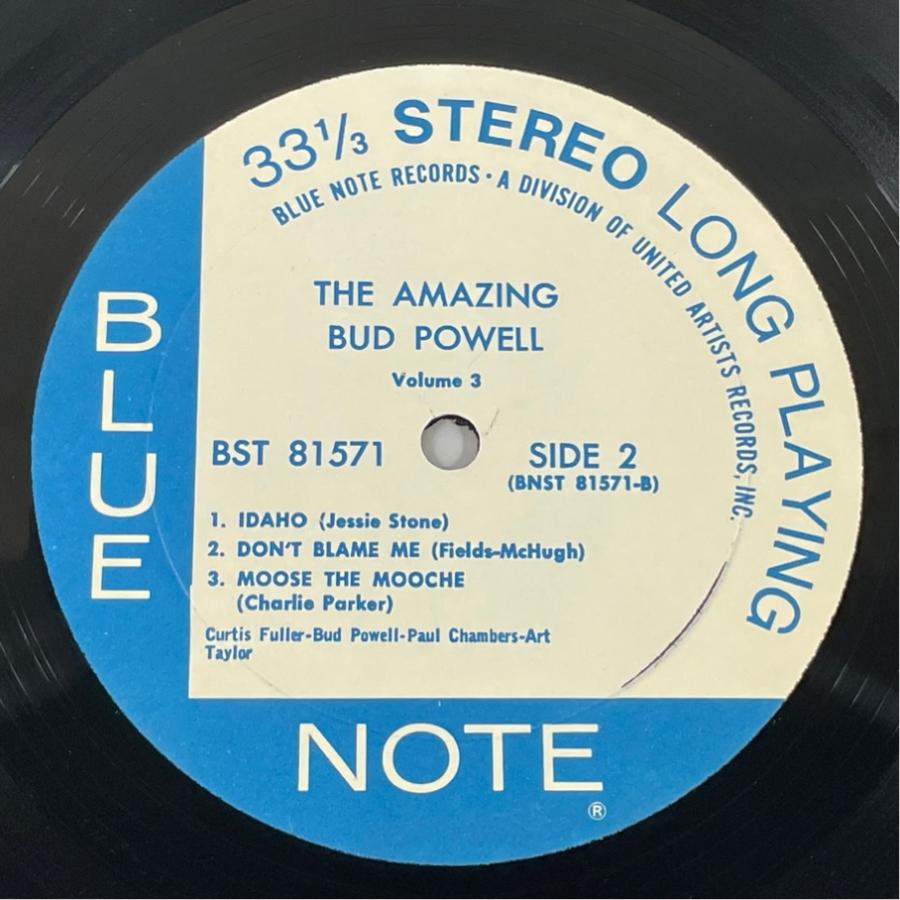 33⅓ STEREO LONG PLAYING
BLUE NOTE RECORDS · A DIVISION OF UNITED ARTISTS RECORDS, INC.
THE AMAZING
BUD POWELL
Volume 3
BST 81571
SIDE 2
(BNST 81571-B)
1. IDAHO (Jessie Stone)
2. DON'T BLAME ME (Fields-McHugh)
3. MOOSE THE MOOCHE
(Charlie Parker)
Curtis Fuller-Bud Powell-Paul Chambers-Art
Taylor
BLUE
NOTE
®